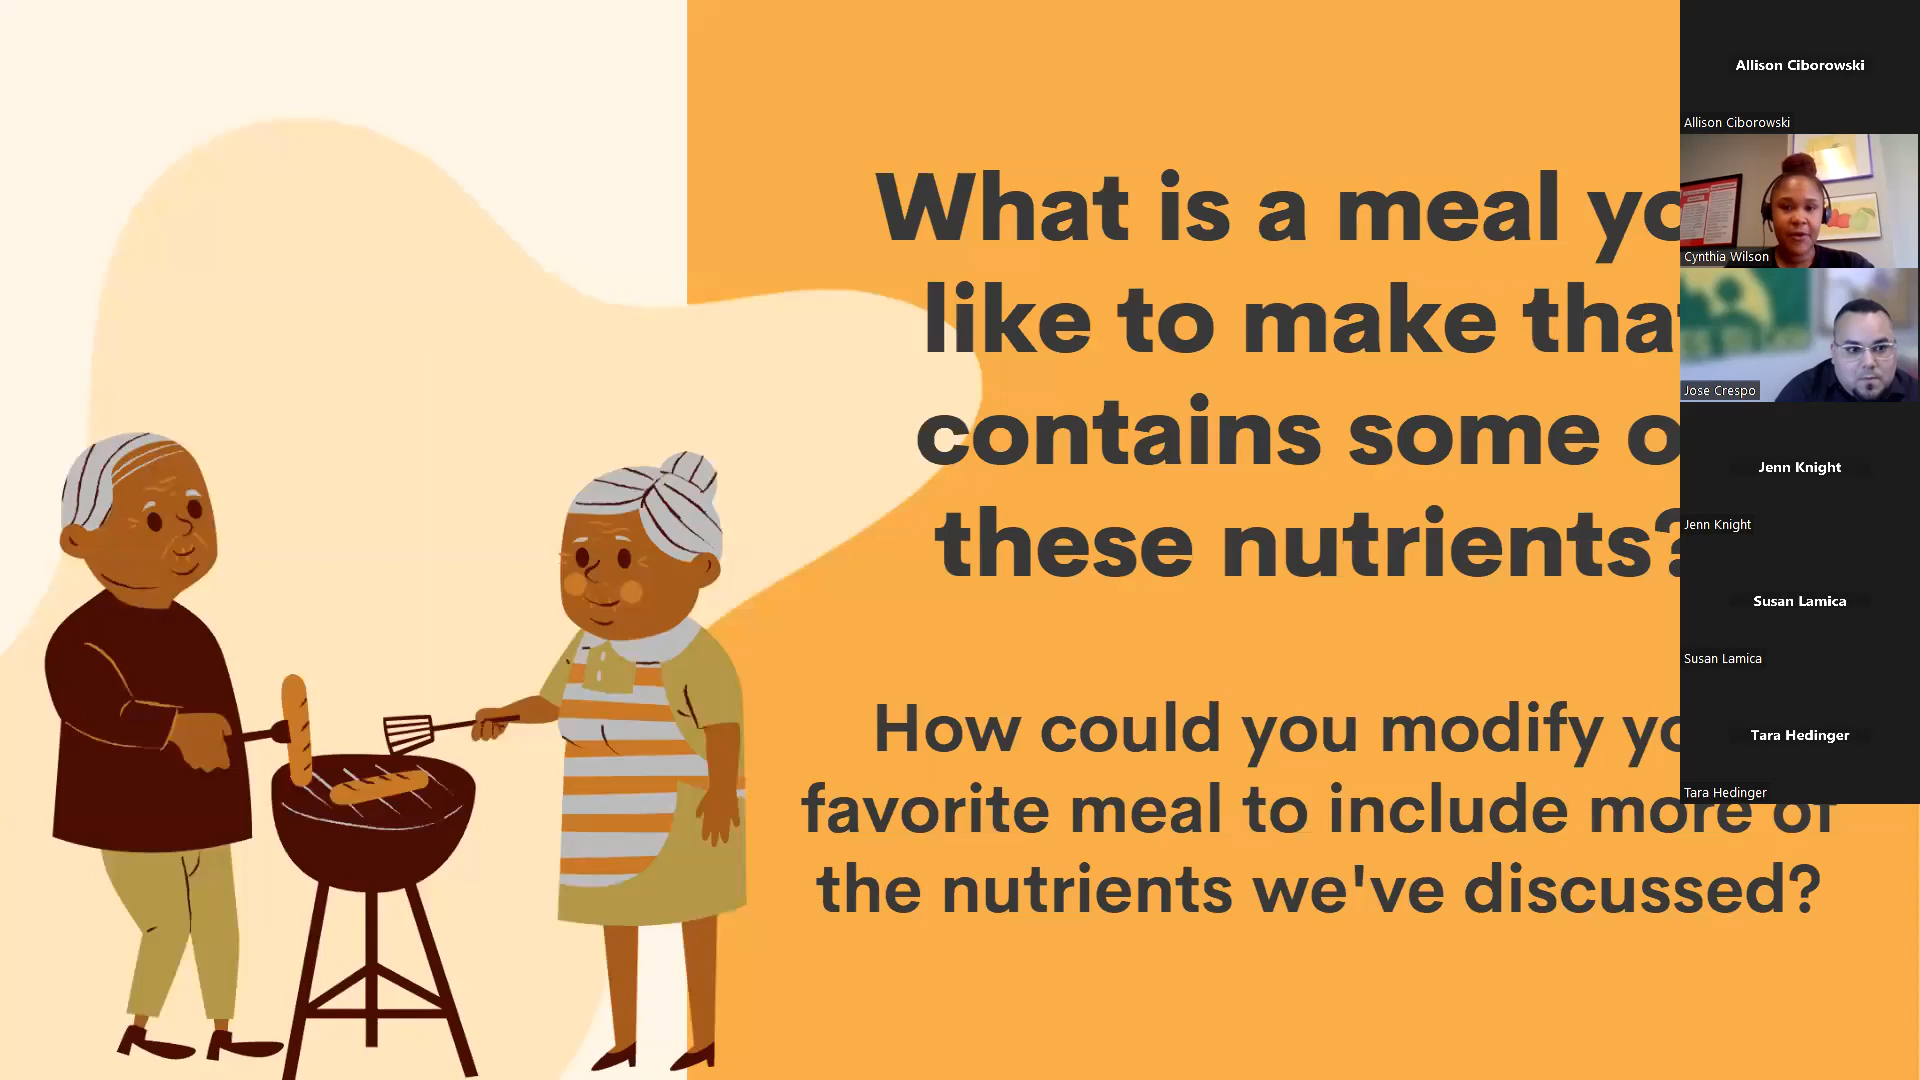 What is a meal yo
like to make that
contains some o
these nutrients?
How could you modify yo
favorite meal to include more of
the nutrients we've discussed?
Allison Ciborowski
Allison Ciborowski
Cynthia Wilson
Jose Crespo
Jenn Knight
Jenn Knight
Susan Lamica
Susan Lamica
Tara Hedinger
Tara Hedinger